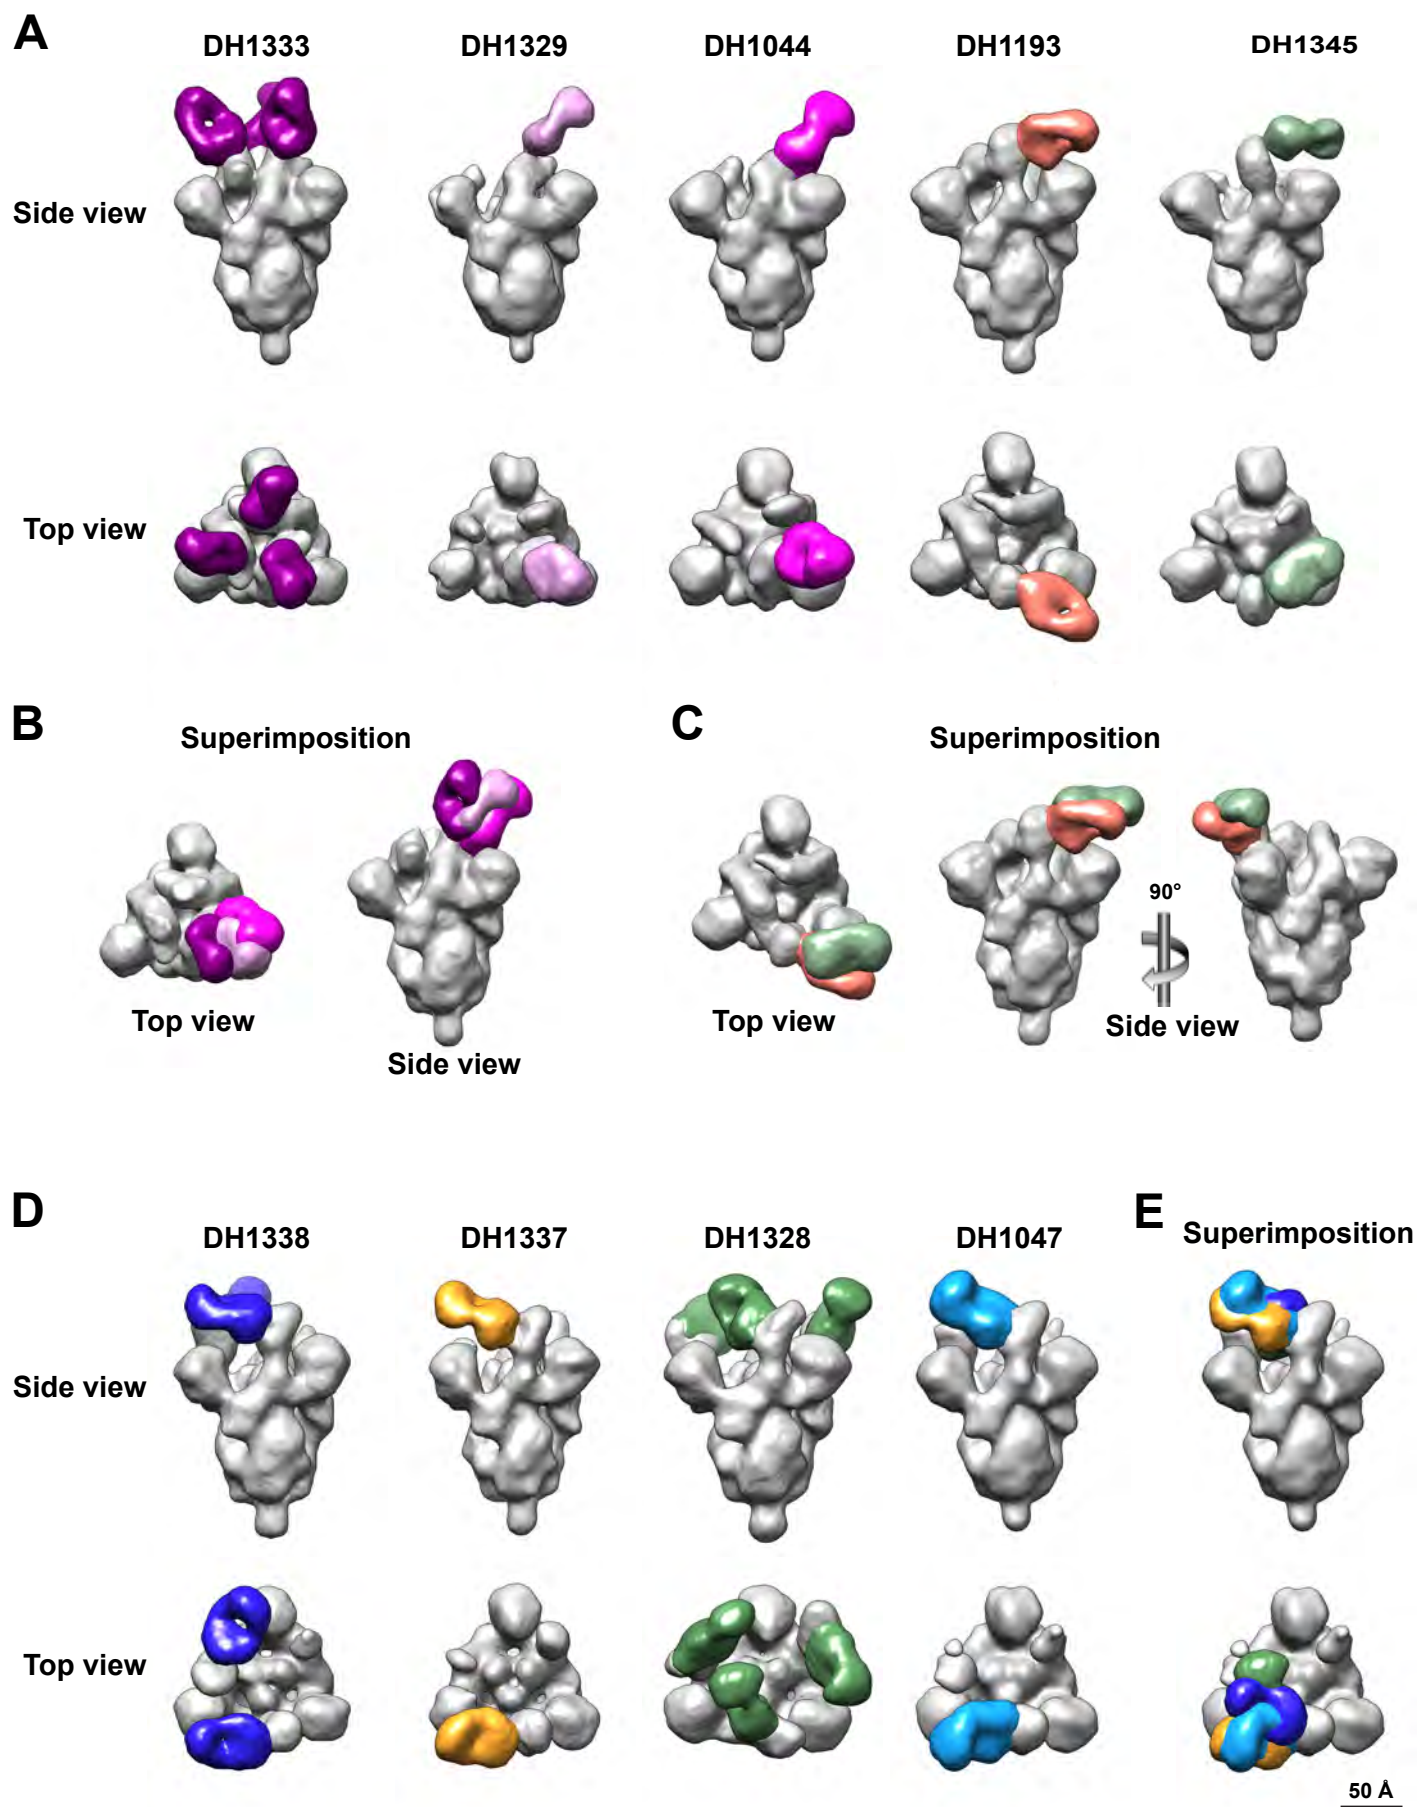 A
DH1333 DH1329 DH1044 DH1193 DH1345
Side view
Top view
B
Superimposition
Top view
Side view
C
Superimposition
90°
Top view
Side view
D
DH1338 DH1337 DH1328 DH1047
Side view
Top view
E
Superimposition
50 Å